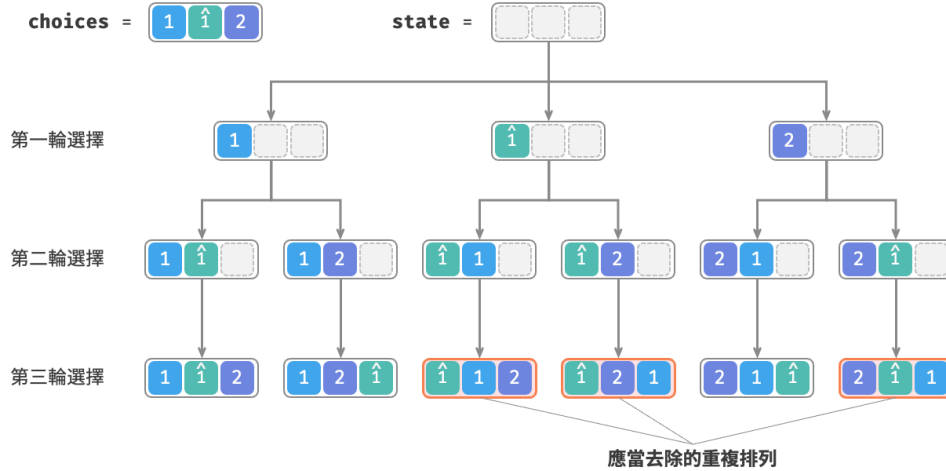 choices = 1 1̂ 2 state =
第一輪選擇 1 1̂ 2
第二輪選擇 1 1̂ 1 2 1̂ 1 1̂ 2 2 1 2 1̂
第三輪選擇 1 1̂ 2 1 2 1̂ 1̂ 1 2 1̂ 2 1 2 1 1̂ 2 1̂ 1
應當去除的重複排列